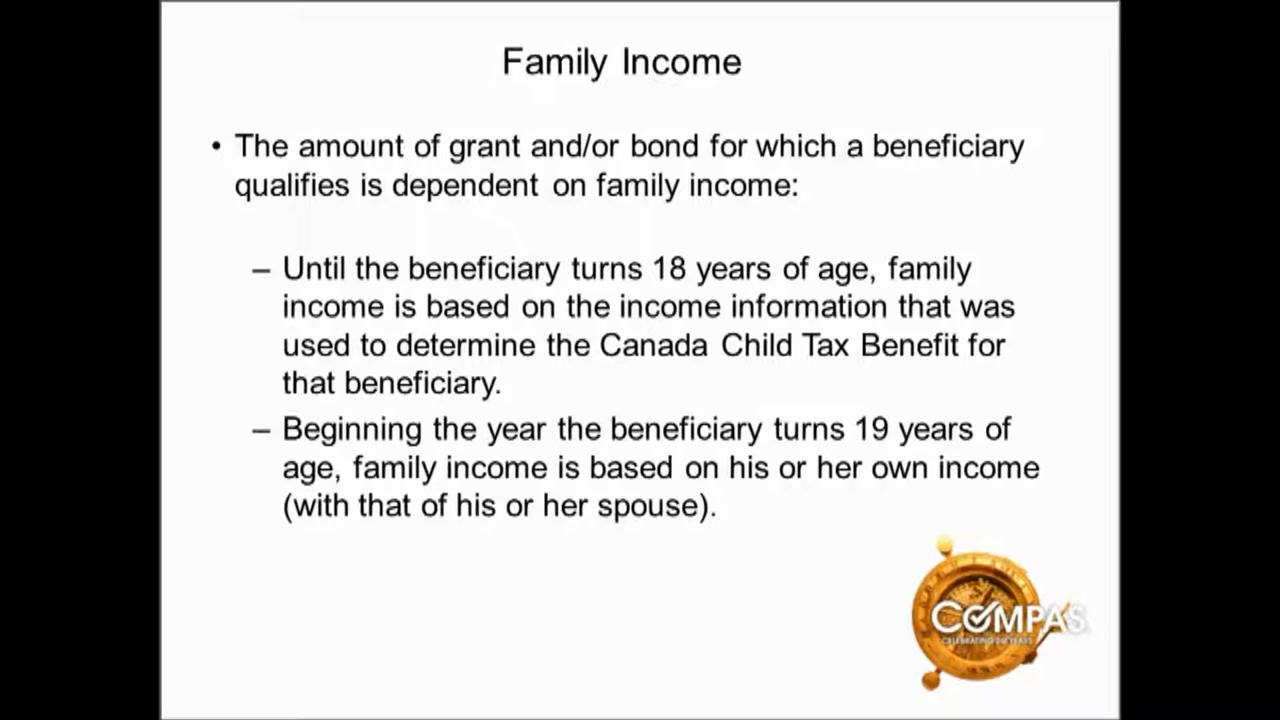 Family Income
• The amount of grant and/or bond for which a beneficiary
qualifies is dependent on family income:
– Until the beneficiary turns 18 years of age, family
income is based on the income information that was
used to determine the Canada Child Tax Benefit for
that beneficiary.
– Beginning the year the beneficiary turns 19 years of
age, family income is based on his or her own income
(with that of his or her spouse).
COMPAS